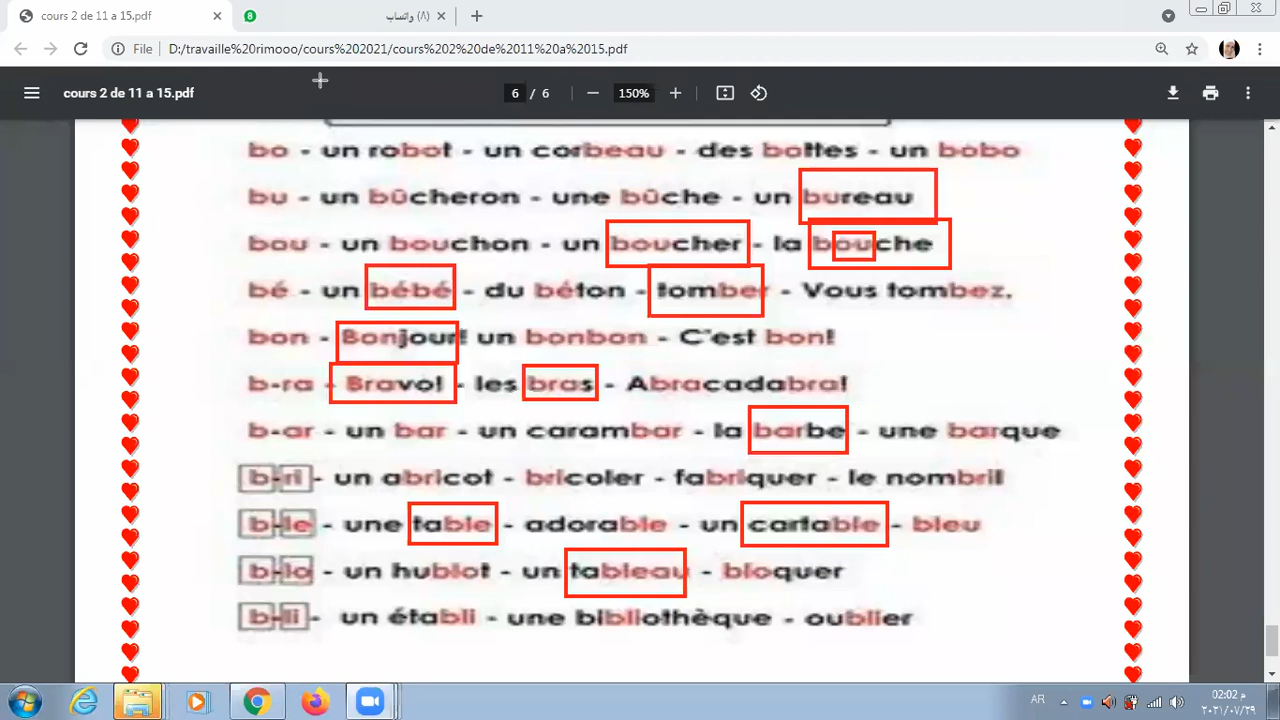 cours 2 de 11 a 15.pdf
(٨) واتساب
File D:/travaille%20rimooo/cours%202021/cours%202%20de%2011%20a%2015.pdf
cours 2 de 11 a 15.pdf 6 / 6 150%
bo - un robot - un corbeau - des bottes - un bobo
bu - un bûcheron - une bûche - un bureau
bou - un bouchon - un boucher - la bouche
bé - un bébé - du béton - tomber - Vous tombez.
bon - Bonjour! un bonbon - C'est bon!
b-ra - Bravo! - les bras - Abracadabra!
b-ar - un bar - un carambar - la barbe - une barque
b-ri - un abricot - bricoler - fabriquer - le nombril
b-le - une table - adorable - un cartable - bleu
b-lo - un hublot - un tableau - bloquer
b-li - un établi - une bibliothèque - oublier
AR
02:02 م
٢٠٢١/٠٧/٢٩